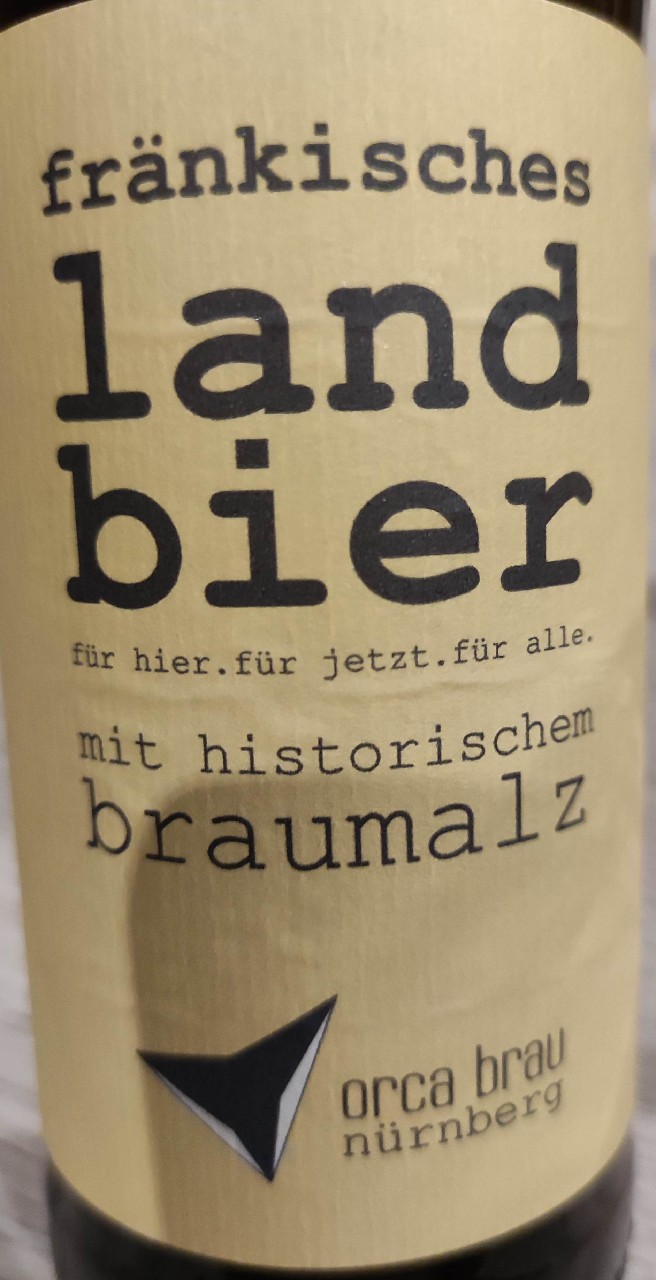 fränkisches
land
bier
für hier.für jetzt.für alle.
mit historischem
braumalz
orca brau
nürnberg